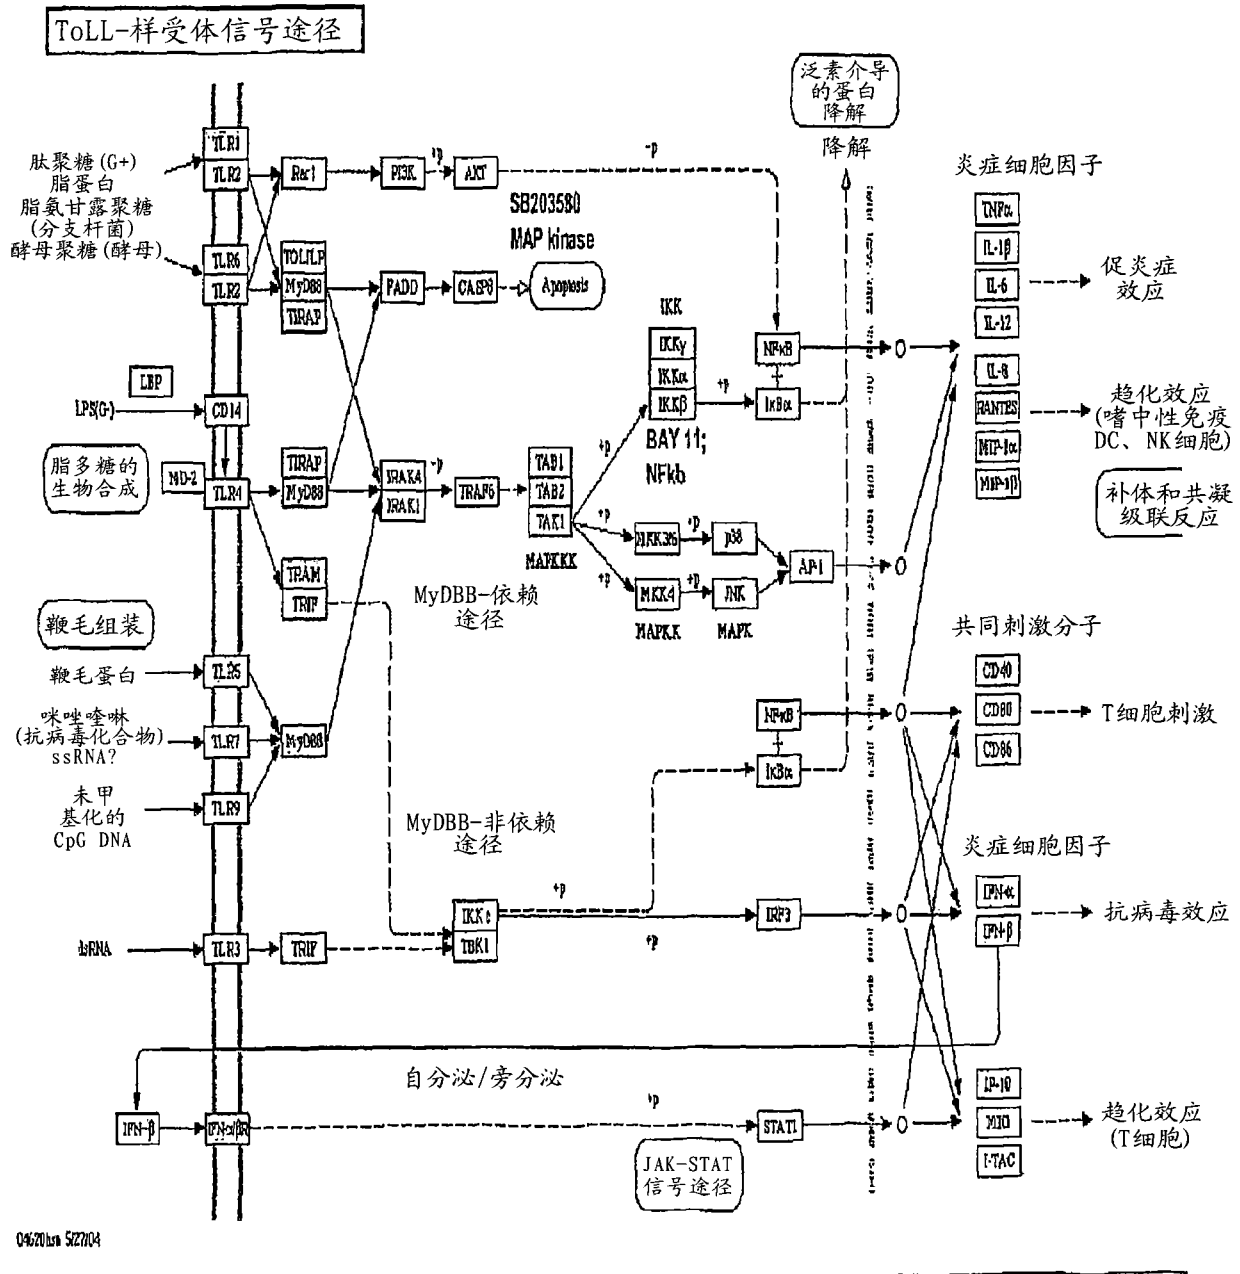 ToLL-样受体信号途径
泛素介导
的蛋白
降解
降解
肽聚糖(G+)
脂蛋白
脂氨甘露聚糖
(分支杆菌)
酵母聚糖(酵母)
TLR1
TLR2
TLR6
TLR2
Rac1
PI3K
+p
AKT
-p
SB203580
MAP kinase
TOLILP
MyD88
TIRAP
FADD
CASP8
Apoptosis
炎症细胞因子
TNFα
IL-1β
IL-6
IL-12
促炎症
效应
IL-8
RANTES
MIP-1α
MIP-1β
趋化效应
(嗜中性免疫
DC、NK细胞)
补体和共凝
级联反应
LBP
LPS(G-)
CD14
脂多糖的
生物合成
MD-2
TLR4
TIRAP
MyD88
IRAK4
IRAK1
-p
TRAF6
TAB1
TAB2
TAK1
MAPKKK
IKK
IKKγ
IKKα
IKKβ
+p
+p
NFκB
IκBα
BAY 11;
NFkb
+p
MKK3/6
+p
p38
+p
MKK4
+p
JNK
MAPKK
MAPK
AP-1
TRAM
TRIF
MyDBB-依赖
途径
鞭毛组装
鞭毛蛋白
TLR5
咪唑喹啉
(抗病毒化合物)
ssRNA?
TLR7
MyD88
未甲
基化的
CpG DNA
TLR9
共同刺激分子
CD40
CD80
CD86
T细胞刺激
NFκB
IκBα
MyDBB-非依赖
途径
+p
IKKε
TBK1
+p
IRF3
炎症细胞因子
IFN-α
IFN-β
抗病毒效应
dsRNA
TLR3
TRIF
自分泌/旁分泌
IFN-β
IFN-α/βR
+p
STAT1
JAK-STAT
信号途径
IP-10
MIG
I-TAC
趋化效应
(T细胞)
04620hsa 5/27/04